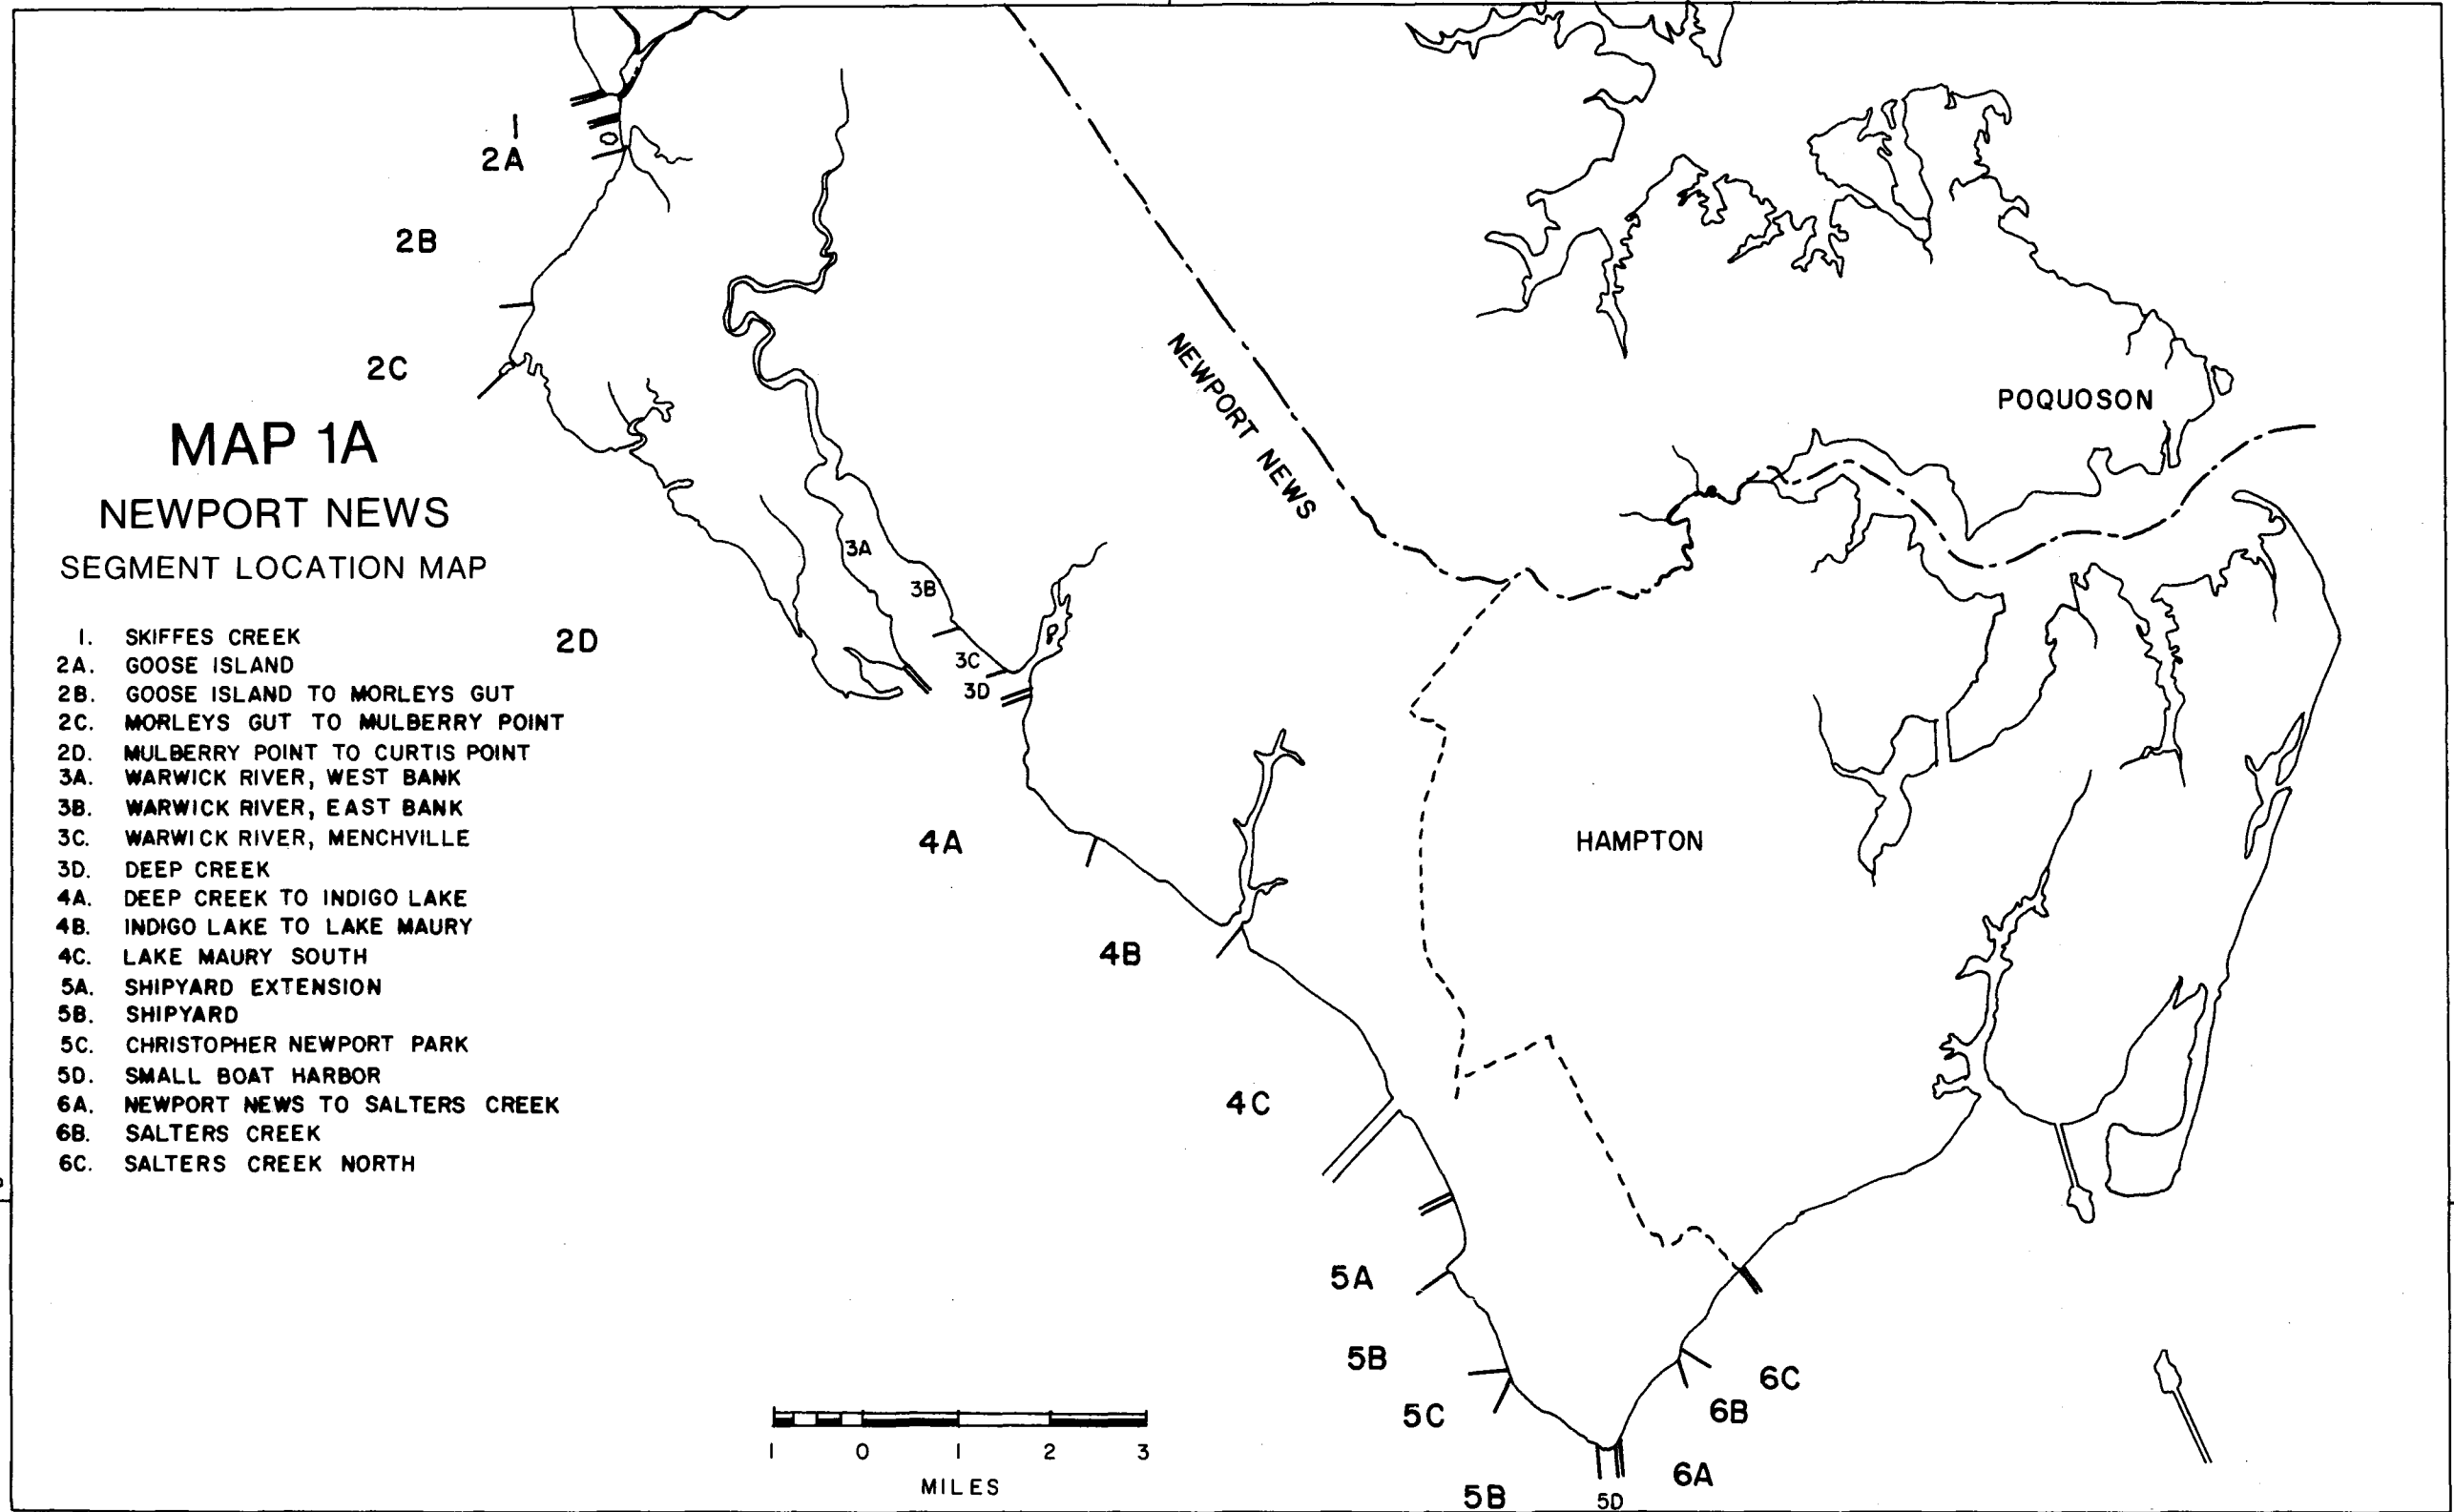 MAP 1A
NEWPORT NEWS
SEGMENT LOCATION MAP
1. SKIFFES CREEK
2A. GOOSE ISLAND
2B. GOOSE ISLAND TO MORLEYS GUT
2C. MORLEYS GUT TO MULBERRY POINT
2D. MULBERRY POINT TO CURTIS POINT
3A. WARWICK RIVER, WEST BANK
3B. WARWICK RIVER, EAST BANK
3C. WARWICK RIVER, MENCHVILLE
3D. DEEP CREEK
4A. DEEP CREEK TO INDIGO LAKE
4B. INDIGO LAKE TO LAKE MAURY
4C. LAKE MAURY SOUTH
5A. SHIPYARD EXTENSION
5B. SHIPYARD
5C. CHRISTOPHER NEWPORT PARK
5D. SMALL BOAT HARBOR
6A. NEWPORT NEWS TO SALTERS CREEK
6B. SALTERS CREEK
6C. SALTERS CREEK NORTH
1
2A
2B
2C
2D
3A
3B
3C
3D
4A
4B
4C
5A
5B
5C
5B
5D
6A
6B
6C
NEWPORT NEWS
POQUOSON
HAMPTON
1 0 1 2 3
MILES